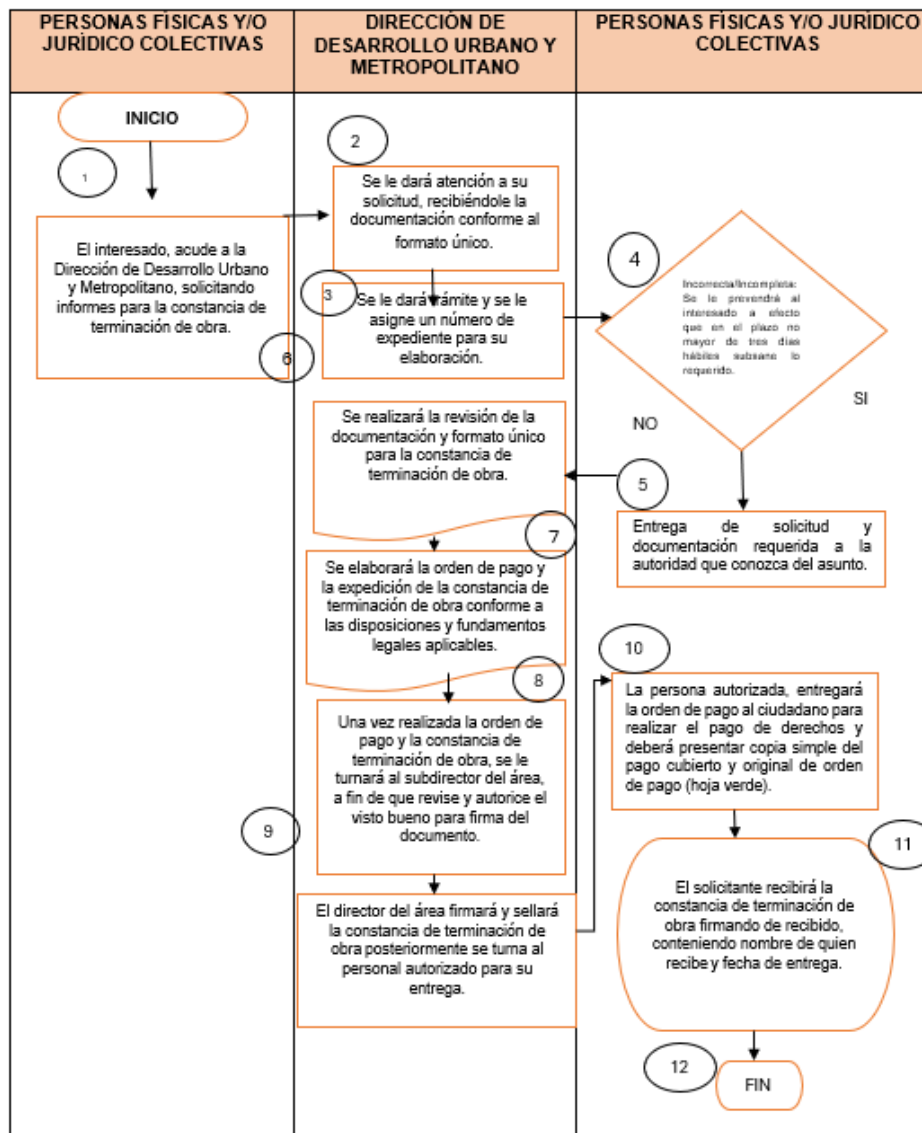 PERSONAS FÍSICAS Y/O
JURÍDICO COLECTIVAS
DIRECCIÓN DE
DESARROLLO URBANO Y
METROPOLITANO
PERSONAS FÍSICAS Y/O JURÍDICO
COLECTIVAS
INICIO
1
El interesado, acude a la
Dirección de Desarrollo Urbano
y Metropolitano, solicitando
informes para la constancia de
terminación de obra.
2
Se le dará atención a su
solicitud, recibiéndole la
documentación conforme al
formato único.
3
Se le dará trámite y se le
asigne un número de
expediente para su
elaboración.
4
Incorrecta/Incompleta:
Se le prevendrá al
interesado a efecto
que en el plazo no
mayor de tres días
hábiles subsane lo
requerido.
SI
NO
5
Entrega de solicitud y
documentación requerida a la
autoridad que conozca del asunto.
6
Se realizará la revisión de la
documentación y formato único
para la constancia de
terminación de obra.
7
Se elaborará la orden de pago y
la expedición de la constancia de
terminación de obra conforme a
las disposiciones y fundamentos
legales aplicables.
8
Una vez realizada la orden de
pago y la constancia de
terminación de obra, se le
turnará al subdirector del área,
a fin de que revise y autorice el
visto bueno para firma del
documento.
9
El director del área firmará y sellará
la constancia de terminación de
obra posteriormente se turna al
personal autorizado para su
entrega.
10
La persona autorizada, entregará
la orden de pago al ciudadano para
realizar el pago de derechos y
deberá presentar copia simple del
pago cubierto y original de orden
de pago (hoja verde).
11
El solicitante recibirá la
constancia de terminación de
obra firmando de recibido,
conteniendo nombre de quien
recibe y fecha de entrega.
12
FIN